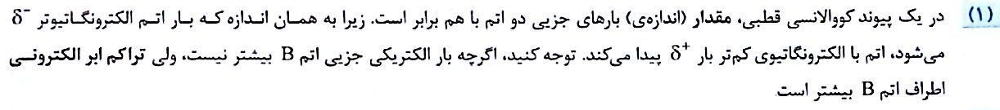 (۱) در یک پیوند کووالانسی قطبی، مقدار (اندازه‌ی) بارهای جزیی دو اتم با هم برابر است. زیرا به همان اندازه که بار اتم الکترونگاتیوتر δ⁻
می‌شود، اتم با الکترونگاتیوی کم‌تر بار δ⁺ پیدا می‌کند. توجه کنید، اگرچه بار الکتریکی جزیی اتم B بیشتر نیست، ولی تراکم ابر الکترونی
اطراف اتم B بیشتر است.